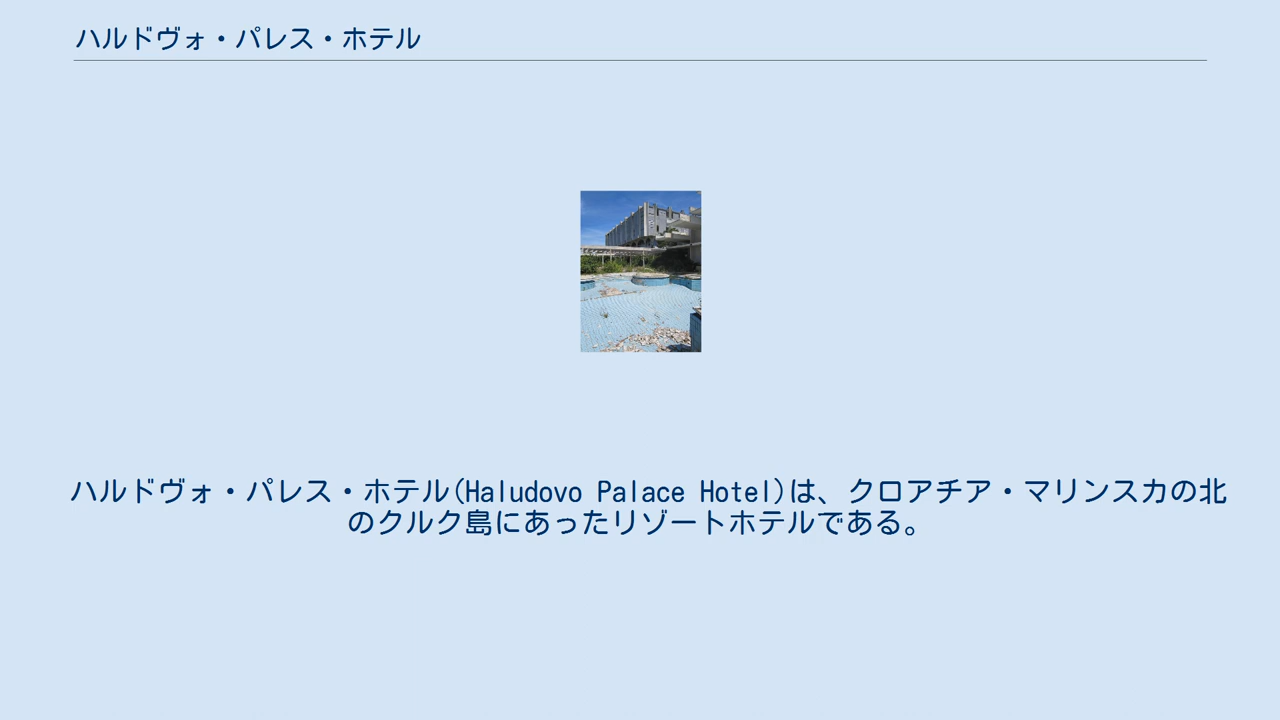 ハルドヴォ・パレス・ホテル
ハルドヴォ・パレス・ホテル(Haludovo Palace Hotel)は、クロアチア・マリンスカの北
のクルク島にあったリゾートホテルである。